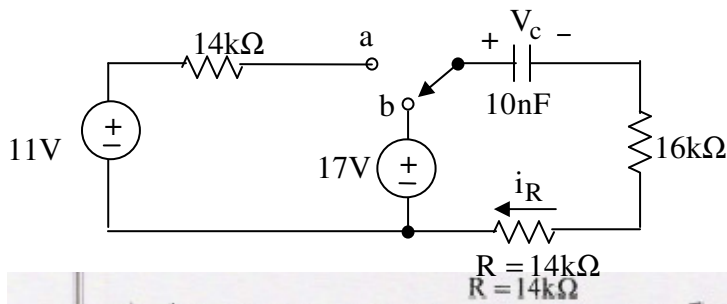 14kΩ
a
+ V_c −
10nF
b
11V
+
−
17V
+
−
16kΩ
i_R
R = 14kΩ
R = 14kΩ